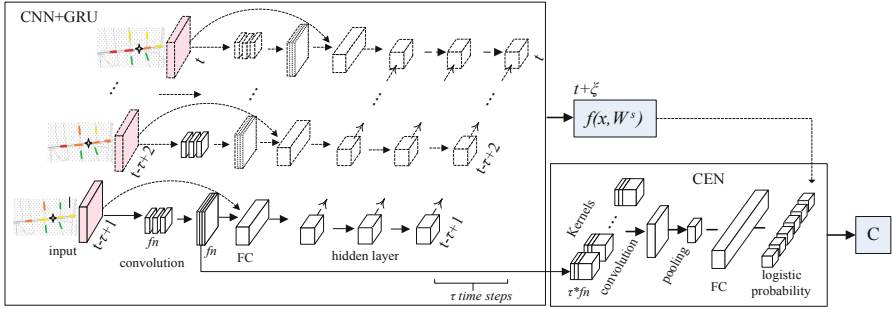 CNN+GRU
t
t
...
...
...
...
t-τ+2
t-τ+2
t+ξ
f(x,Wˢ)
CEN
t-τ+1
t-τ+1
input
fn
convolution
fn
FC
hidden layer
τ time steps
Kernels
...
τ*fn
convolution
pooling
FC
logistic
probability
C